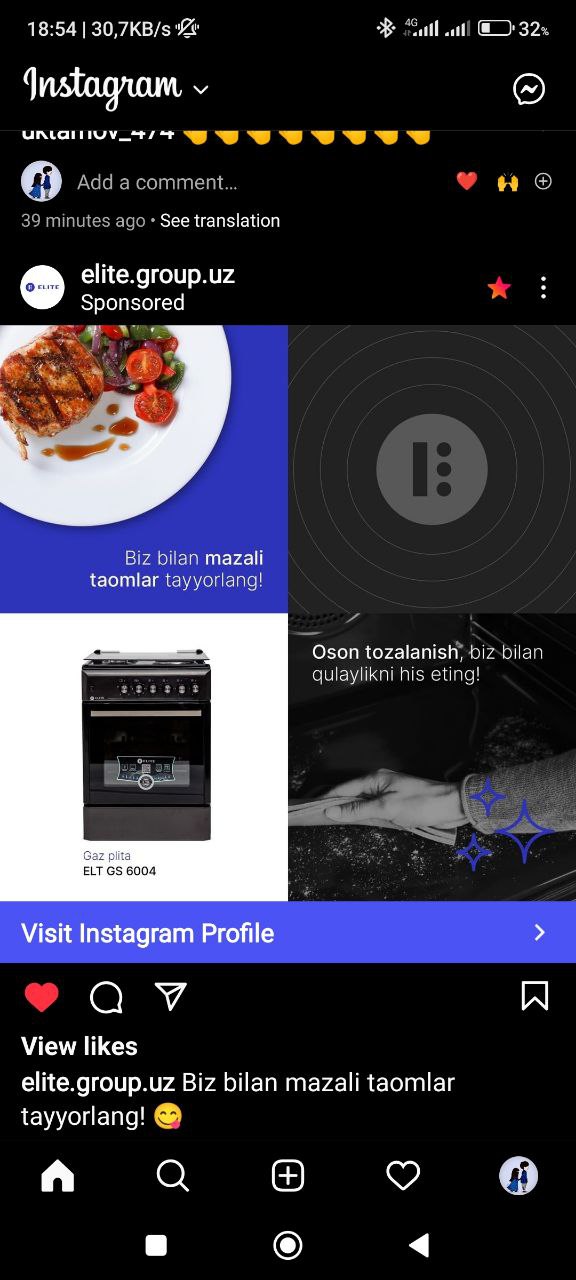 18:54 | 30,7KB/s
4G
32%
Instagram
uktamov_474 👏👏👏👏👏👏👏👏
Add a comment…
39 minutes ago • See translation
ELITE
elite.group.uz
Sponsored
Biz bilan mazali
taomlar tayyorlang!
Oson tozalanish, biz bilan
qulaylikni his eting!
ELITE
Gaz plita
ELT GS 6004
Visit Instagram Profile
View likes
elite.group.uz Biz bilan mazali taomlar
tayyorlang! 😋